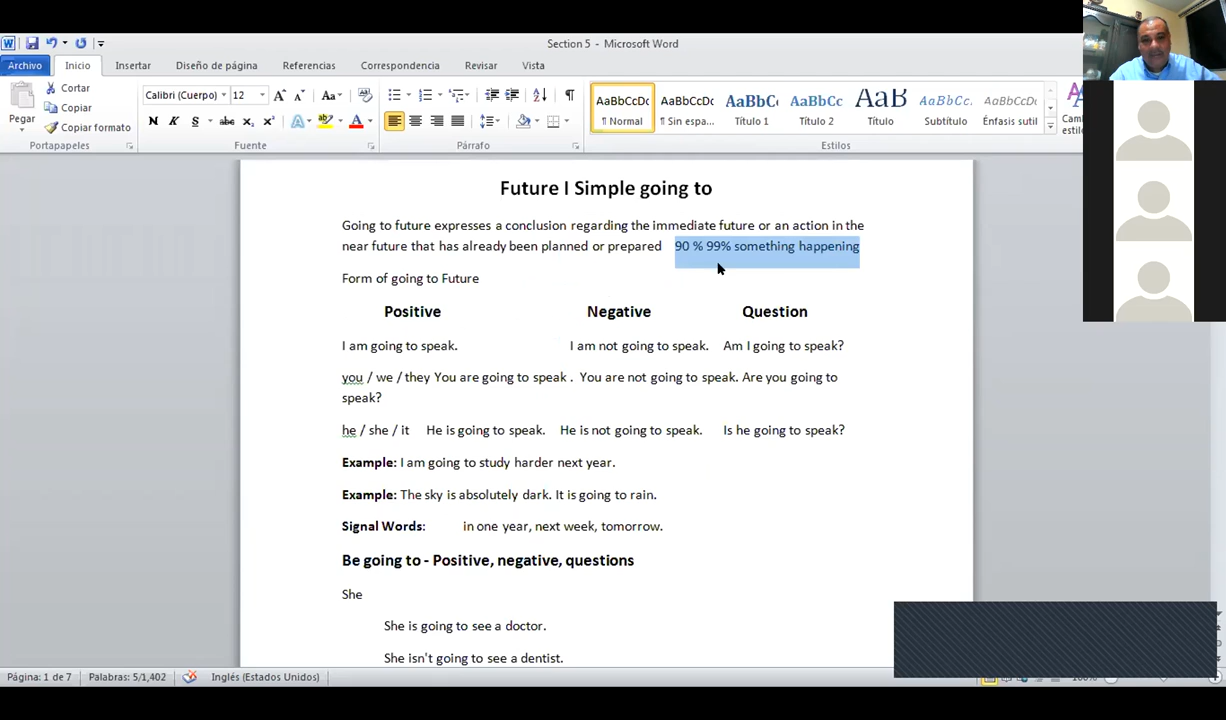 Section 5 - Microsoft Word
Archivo Inicio Insertar Diseño de página Referencias Correspondencia Revisar Vista
Pegar
Cortar
Copiar
Copiar formato
Portapapeles
Calibri (Cuerpo) 12
Fuente
Párrafo
AaBbCcDc AaBbCcDc AaBbC AaBbCc AaB AaBbCc. AaBbCcDc
¶ Normal ¶ Sin espa... Título 1 Título 2 Título Subtítulo Énfasis sutil
Estilos
Future I Simple going to
Going to future expresses a conclusion regarding the immediate future or an action in the
near future that has already been planned or prepared 90 % 99% something happening
Form of going to Future
Positive Negative Question
I am going to speak. I am not going to speak. Am I going to speak?
you / we / they You are going to speak . You are not going to speak. Are you going to
speak?
he / she / it He is going to speak. He is not going to speak. Is he going to speak?
Example: I am going to study harder next year.
Example: The sky is absolutely dark. It is going to rain.
Signal Words: in one year, next week, tomorrow.
Be going to - Positive, negative, questions
She
She is going to see a doctor.
She isn't going to see a dentist.
Página: 1 de 7 Palabras: 5/1,402 Inglés (Estados Unidos)